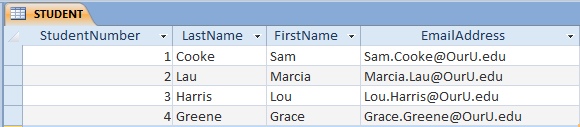 STUDENT
StudentNumber LastName FirstName EmailAddress
1 Cooke Sam Sam.Cooke@OurU.edu
2 Lau Marcia Marcia.Lau@OurU.edu
3 Harris Lou Lou.Harris@OurU.edu
4 Greene Grace Grace.Greene@OurU.edu